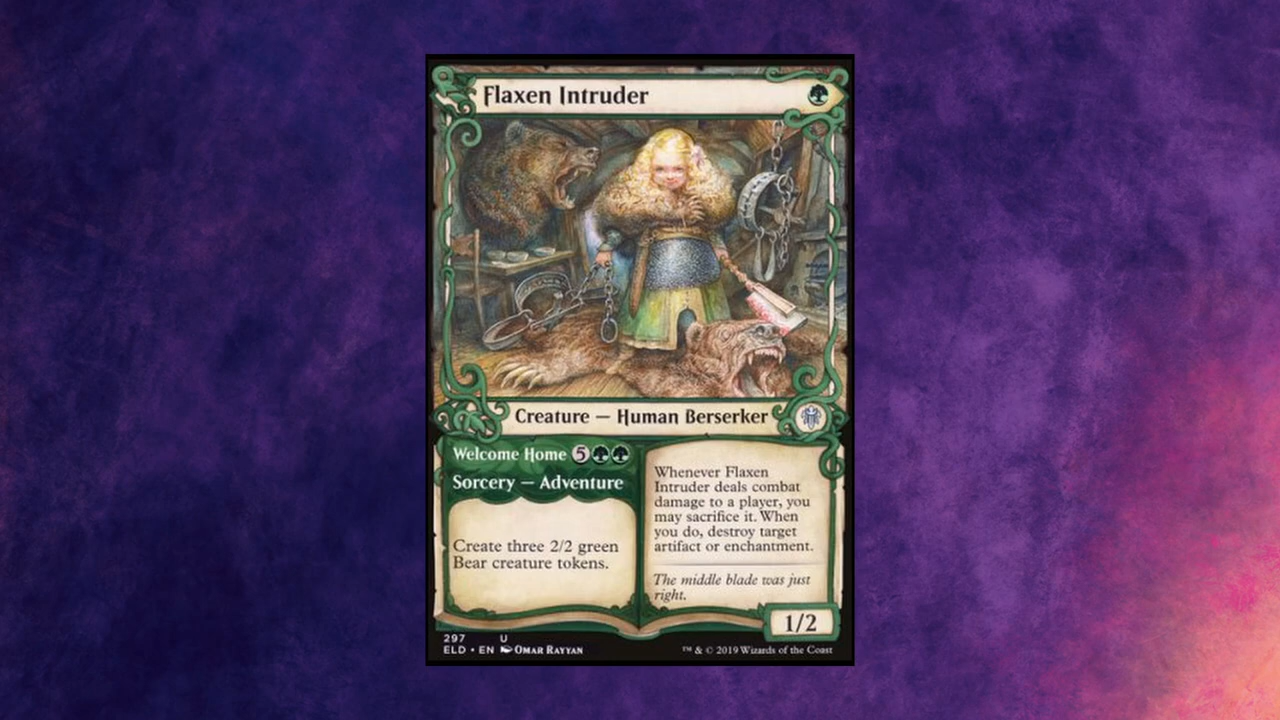 Flaxen Intruder
Creature — Human Berserker
Welcome Home 5
Sorcery — Adventure
Create three 2/2 green
Bear creature tokens.
Whenever Flaxen
Intruder deals combat
damage to a player, you
may sacrifice it. When
you do, destroy target
artifact or enchantment.
The middle blade was just
right.
1/2
297 U
ELD • EN OMAR RAYYAN
™ & © 2019 Wizards of the Coast